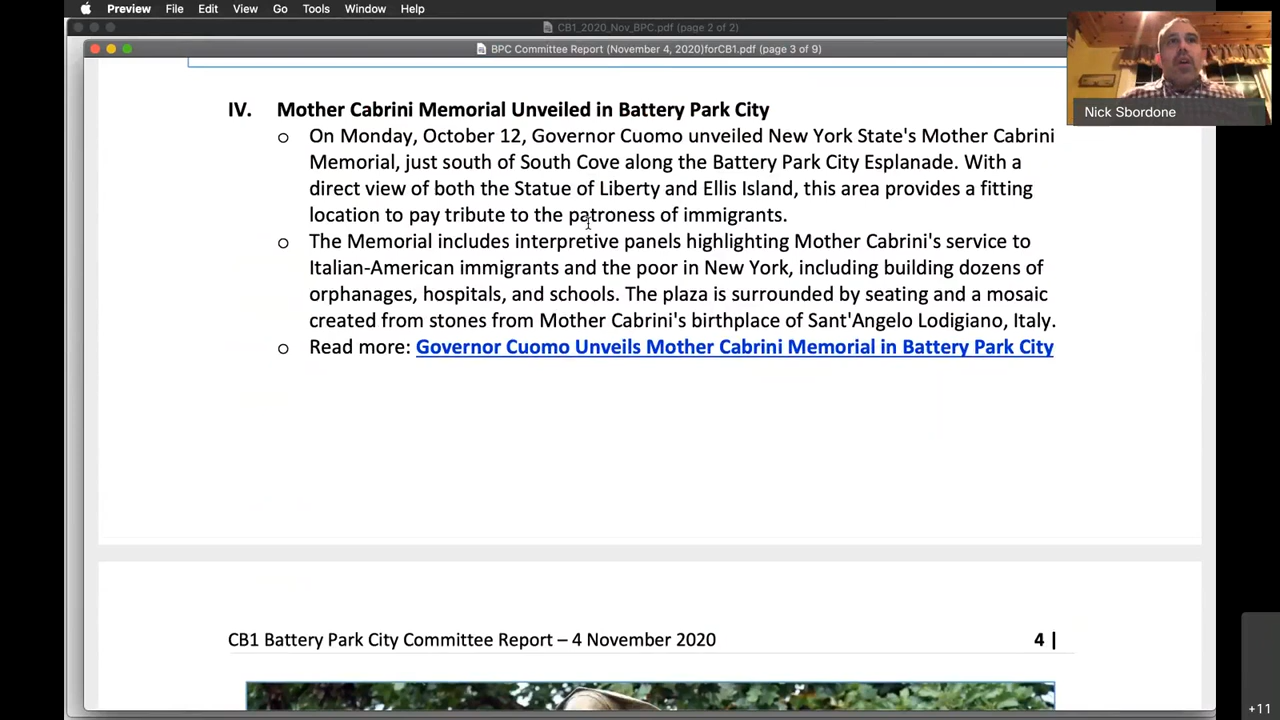 Preview File Edit View Go Tools Window Help
CB1_2020_Nov_BPC.pdf (page 2 of 2)
BPC Committee Report (November 4, 2020)forCB1.pdf (page 3 of 9)
Nick Sbordone
IV. Mother Cabrini Memorial Unveiled in Battery Park City
o On Monday, October 12, Governor Cuomo unveiled New York State's Mother Cabrini
Memorial, just south of South Cove along the Battery Park City Esplanade. With a
direct view of both the Statue of Liberty and Ellis Island, this area provides a fitting
location to pay tribute to the patroness of immigrants.
o The Memorial includes interpretive panels highlighting Mother Cabrini's service to
Italian-American immigrants and the poor in New York, including building dozens of
orphanages, hospitals, and schools. The plaza is surrounded by seating and a mosaic
created from stones from Mother Cabrini's birthplace of Sant'Angelo Lodigiano, Italy.
o Read more: Governor Cuomo Unveils Mother Cabrini Memorial in Battery Park City
CB1 Battery Park City Committee Report – 4 November 2020 4 |
+11